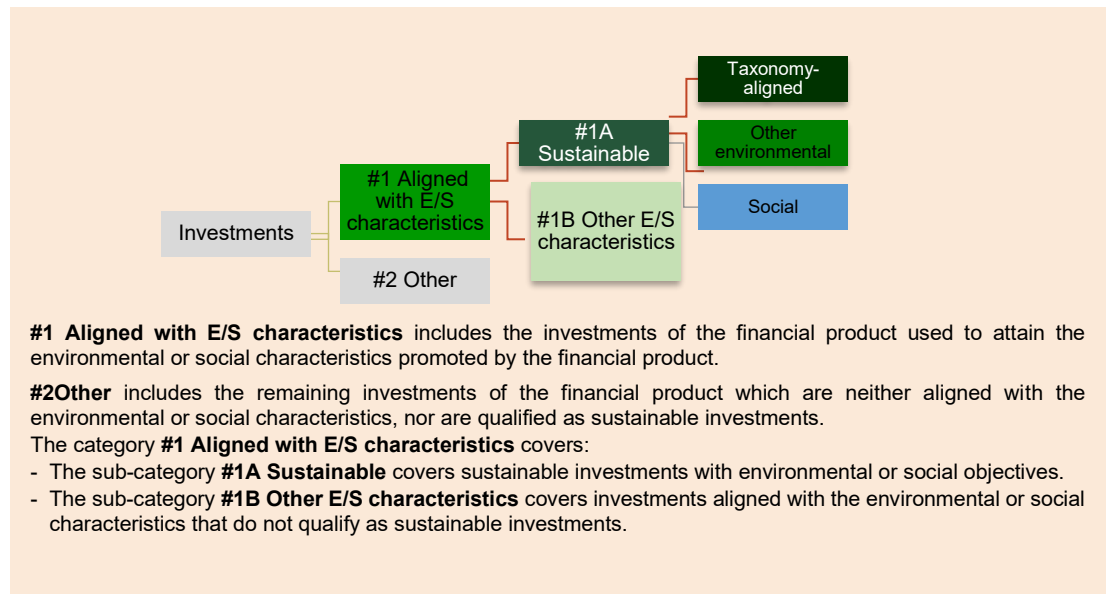 Taxonomy-
aligned
#1A
Sustainable
Other
environmental
#1 Aligned
with E/S
characteristics
Social
#1B Other E/S
characteristics
Investments
#2 Other
#1 Aligned with E/S characteristics includes the investments of the financial product used to attain the
environmental or social characteristics promoted by the financial product.
#2Other includes the remaining investments of the financial product which are neither aligned with the
environmental or social characteristics, nor are qualified as sustainable investments.
The category #1 Aligned with E/S characteristics covers:
- The sub-category #1A Sustainable covers sustainable investments with environmental or social objectives.
- The sub-category #1B Other E/S characteristics covers investments aligned with the environmental or social
characteristics that do not qualify as sustainable investments.